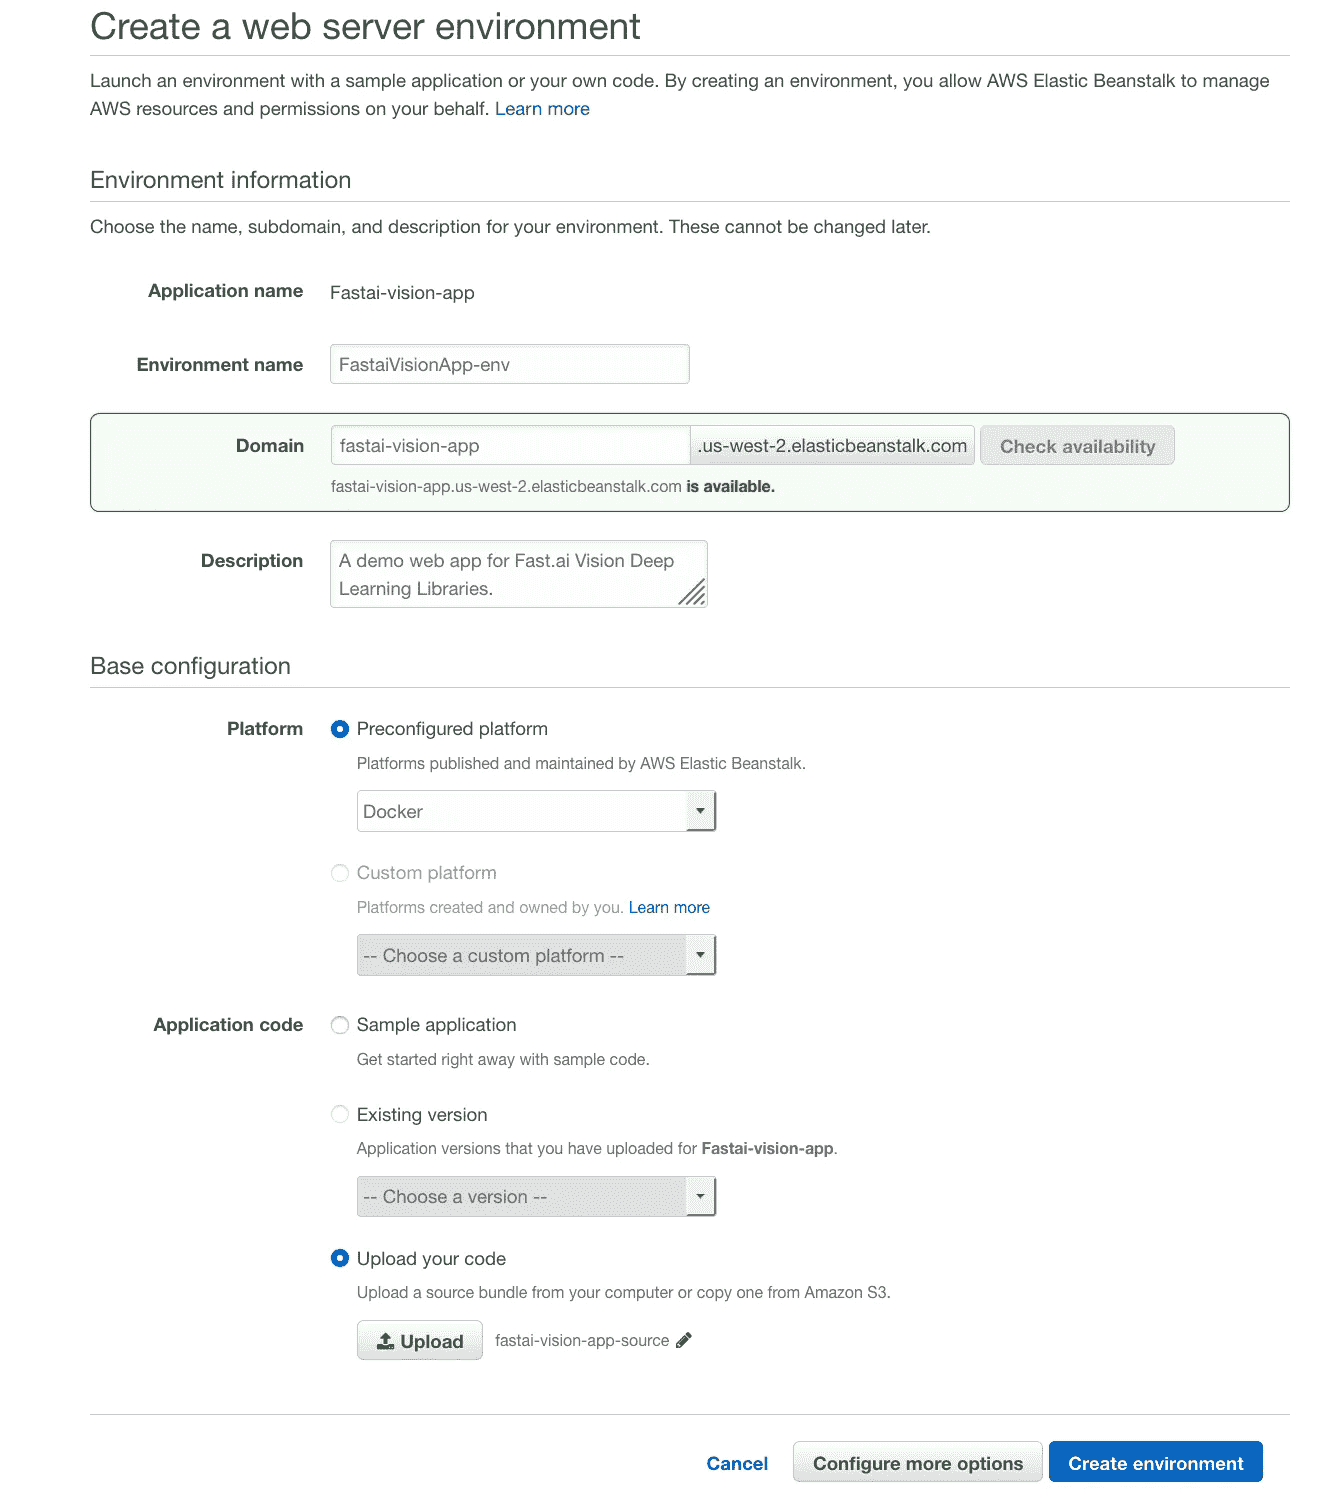 Create a web server environment
Launch an environment with a sample application or your own code. By creating an environment, you allow AWS Elastic Beanstalk to manage
AWS resources and permissions on your behalf. Learn more
Environment information
Choose the name, subdomain, and description for your environment. These cannot be changed later.
Application name Fastai-vision-app
Environment name FastaiVisionApp-env
Domain fastai-vision-app .us-west-2.elasticbeanstalk.com Check availability
fastai-vision-app.us-west-2.elasticbeanstalk.com is available.
Description A demo web app for Fast.ai Vision Deep
Learning Libraries.
Base configuration
Platform Preconfigured platform
Platforms published and maintained by AWS Elastic Beanstalk.
Docker
Custom platform
Platforms created and owned by you. Learn more
-- Choose a custom platform --
Application code Sample application
Get started right away with sample code.
Existing version
Application versions that you have uploaded for Fastai-vision-app.
-- Choose a version --
Upload your code
Upload a source bundle from your computer or copy one from Amazon S3.
Upload fastai-vision-app-source
Cancel Configure more options Create environment